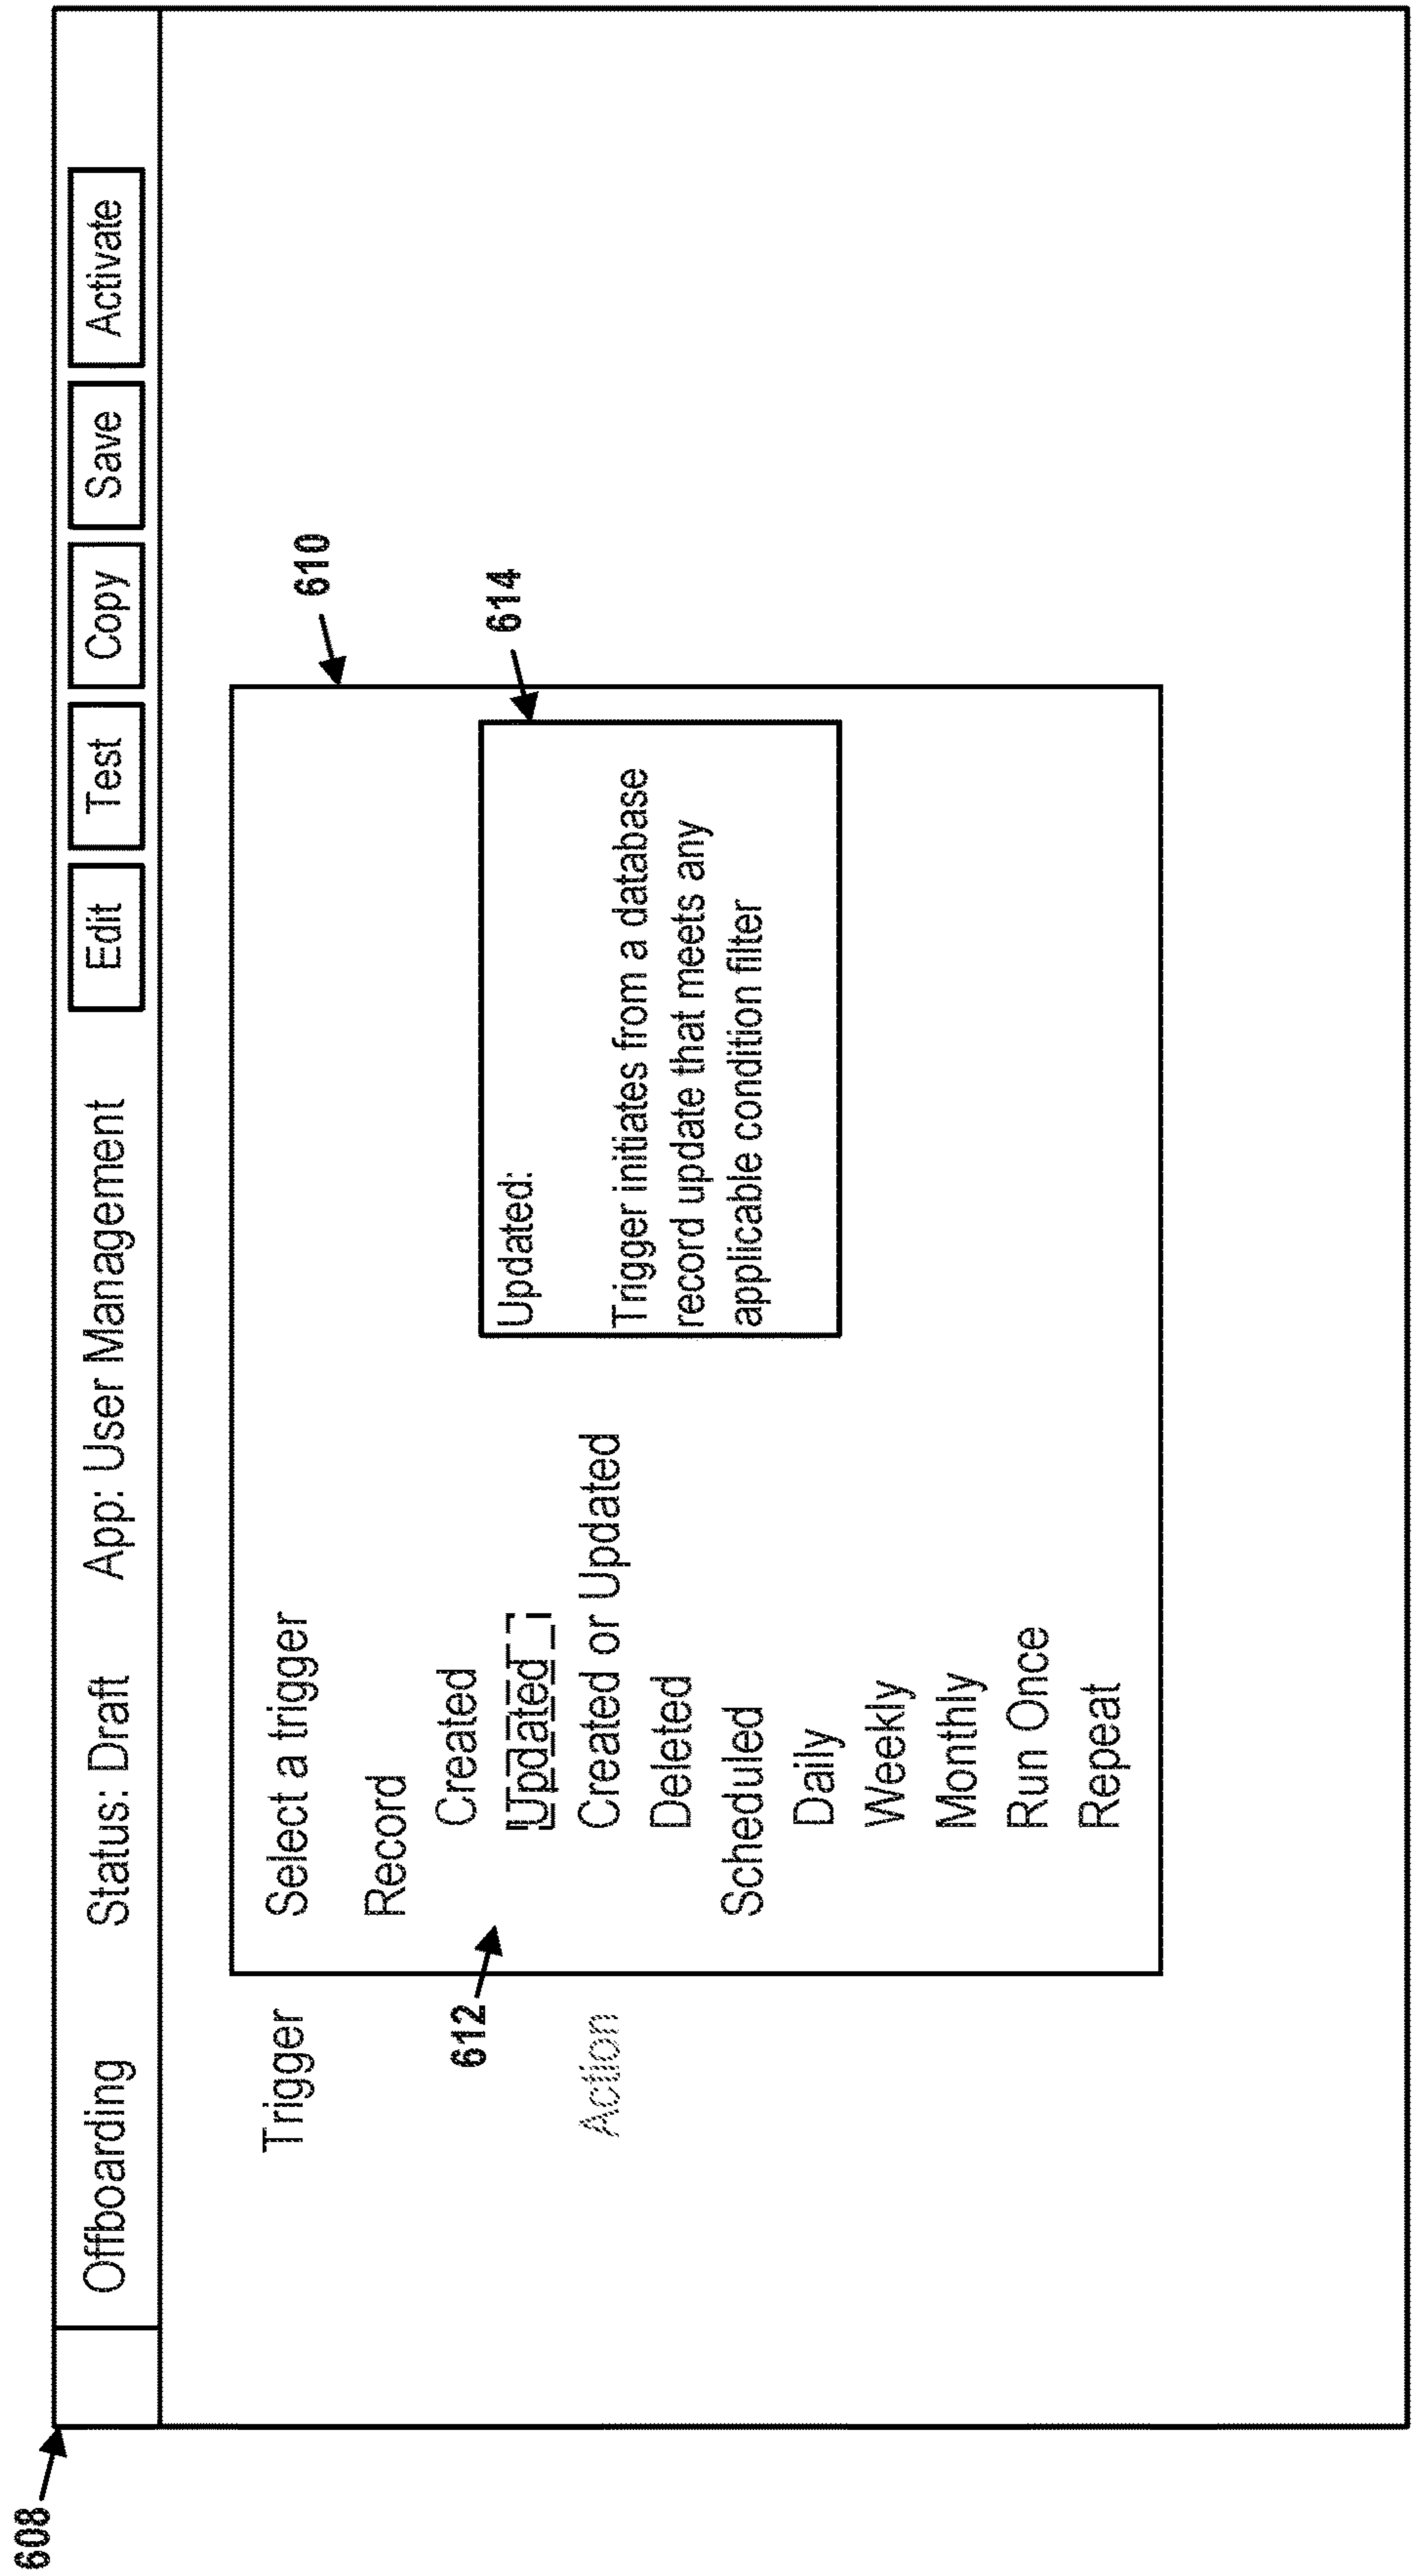 608
Offboarding Status: Draft App: User Management Edit Test Copy Save Activate
610
Trigger
Select a trigger
Record
Created
612
Updated
614
Updated:
Trigger initiates from a database
record update that meets any
applicable condition filter
Action
Created or Updated
Deleted
Scheduled
Daily
Weekly
Monthly
Run Once
Repeat